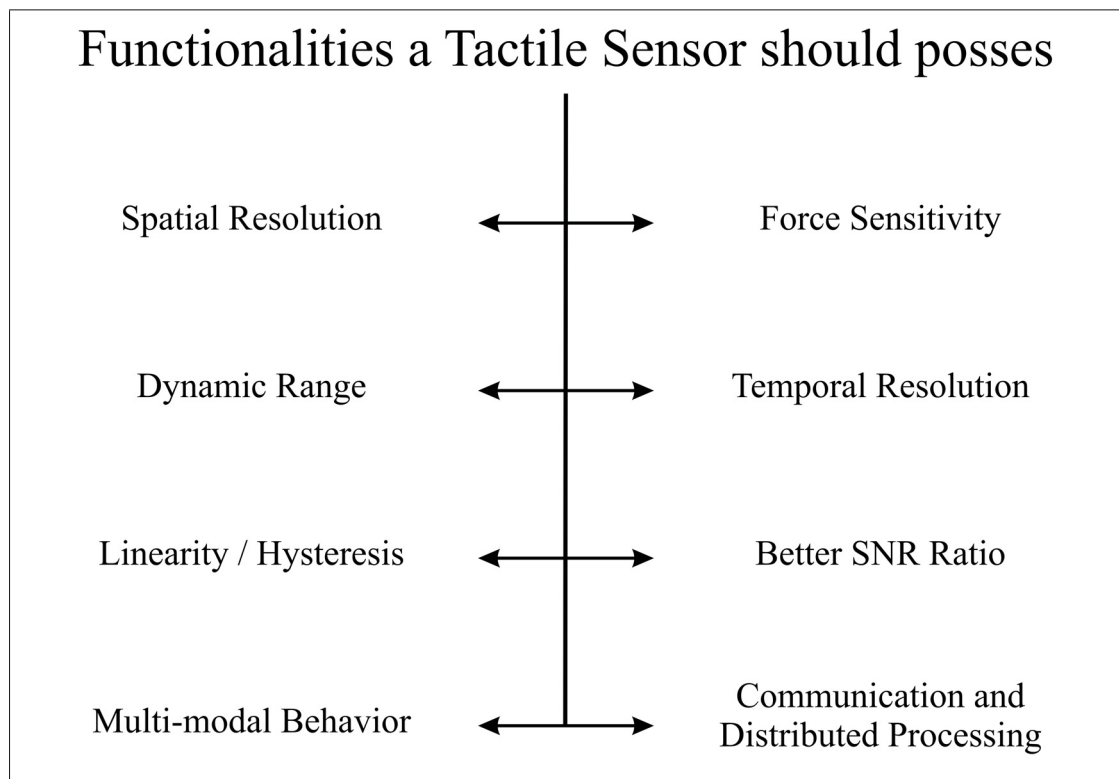 Functionalities a Tactile Sensor should posses
Spatial Resolution
Force Sensitivity
Dynamic Range
Temporal Resolution
Linearity / Hysteresis
Better SNR Ratio
Multi-modal Behavior
Communication and
Distributed Processing